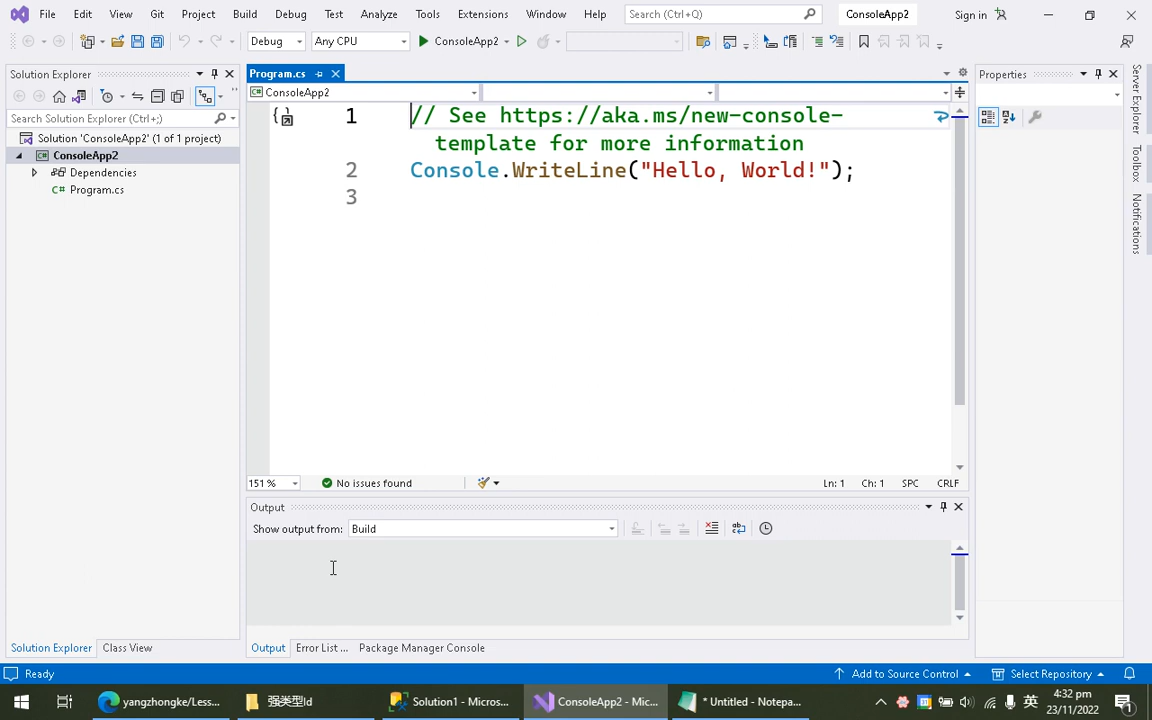 File Edit View Git Project Build Debug Test Analyze Tools Extensions Window Help Search (Ctrl+Q) ConsoleApp2 Sign in
Debug Any CPU ConsoleApp2
Solution Explorer
Search Solution Explorer (Ctrl+;)
Solution 'ConsoleApp2' (1 of 1 project)
ConsoleApp2
Dependencies
C# Program.cs
Solution Explorer Class View
Program.cs
ConsoleApp2
1 // See https://aka.ms/new-console-
template for more information
2 Console.WriteLine("Hello, World!");
3
151 % No issues found Ln: 1 Ch: 1 SPC CRLF
Output
Show output from: Build
Output Error List ... Package Manager Console
Properties
Server Explorer
Toolbox
Notifications
Ready Add to Source Control Select Repository
yangzhongke/Less... 强类型Id Solution1 - Micros... ConsoleApp2 - Mic... * Untitled - Notepa... 英 4:32 pm
23/11/2022
1